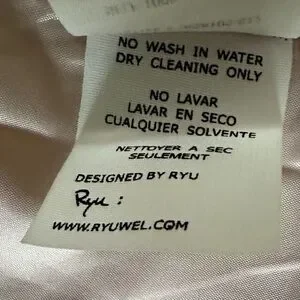 NO WASH IN WATER
DRY CLEANING ONLY
NO LAVAR
LAVAR EN SECO
CUALQUIER SOLVENTE
NETTOYER A SEC
SEULEMENT
DESIGNED BY RYU
Ryu :
WWW.RYUWEL.COM